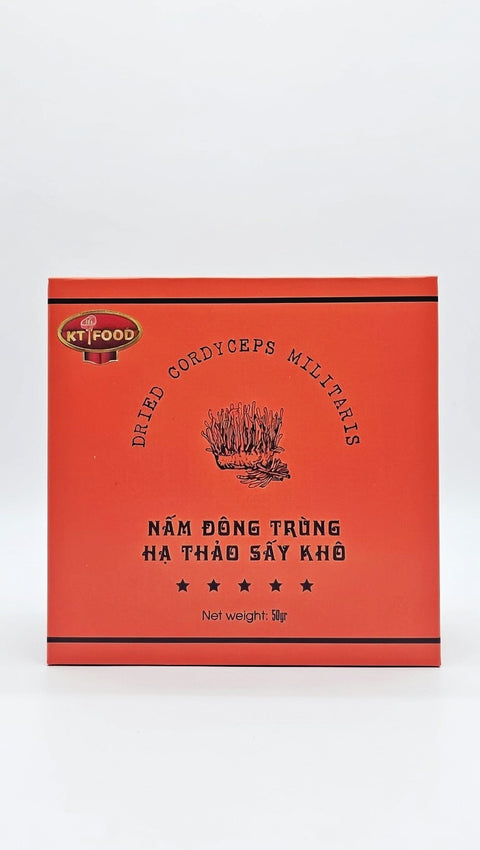 KT FOOD
DRIED CORDYCEPS MILITARIS
NẤM ĐÔNG TRÙNG
HẠ THẢO SẤY KHÔ
Net weight: 50gr